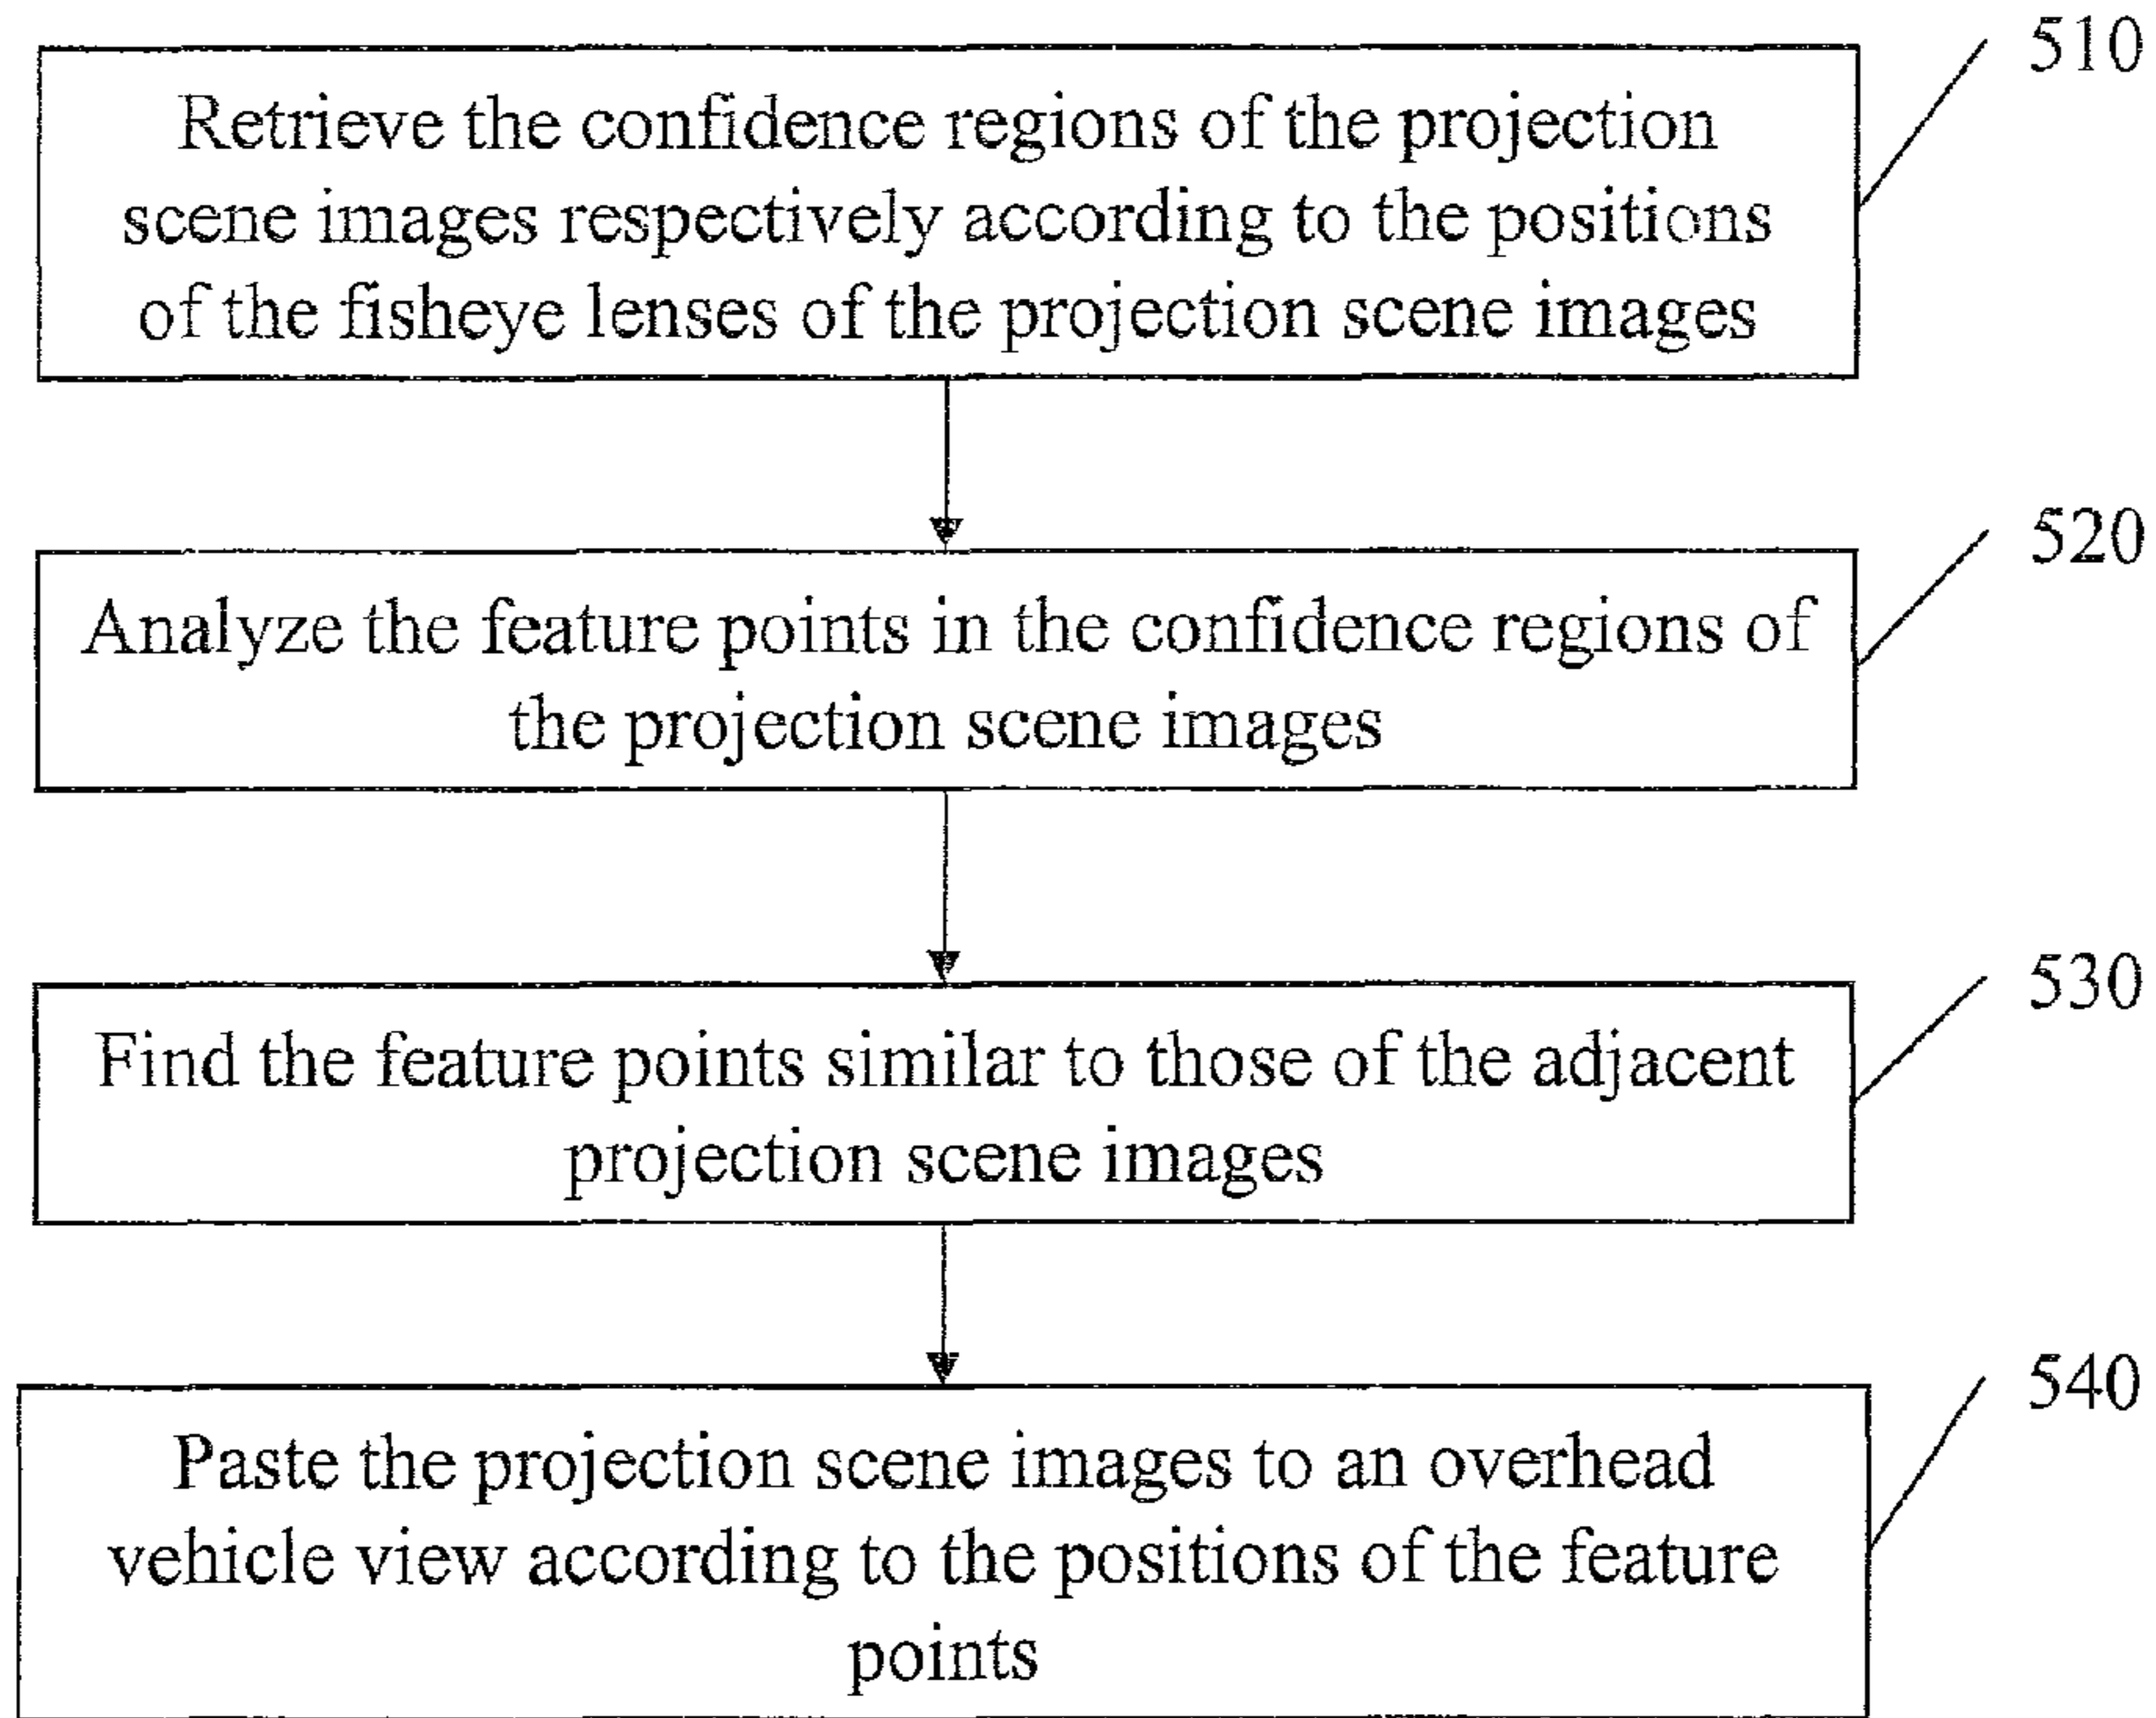 510
Retrieve the confidence regions of the projection
scene images respectively according to the positions
of the fisheye lenses of the projection scene images
520
Analyze the feature points in the confidence regions of
the projection scene images
530
Find the feature points similar to those of the adjacent
projection scene images
540
Paste the projection scene images to an overhead
vehicle view according to the positions of the feature
points